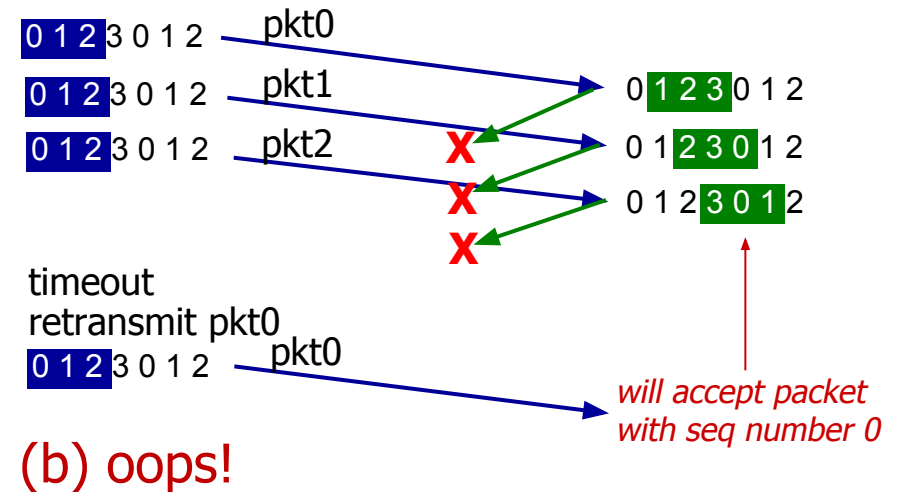 0 1 2 3 0 1 2 pkt0
0 1 2 3 0 1 2
0 1 2 3 0 1 2 pkt1
X 0 1 2 3 0 1 2
0 1 2 3 0 1 2 pkt2
X 0 1 2 3 0 1 2
X
timeout
retransmit pkt0
0 1 2 3 0 1 2 pkt0
will accept packet
with seq number 0
(b) oops!